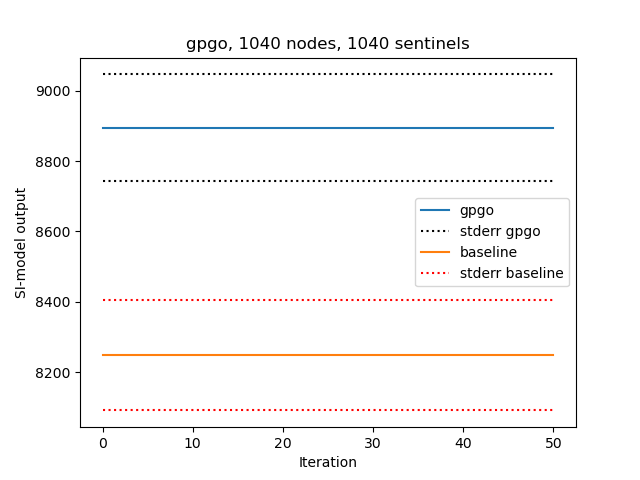 gpgo, 1040 nodes, 1040 sentinels
SI-model output
9000
8800
8600
8400
8200
gpgo
stderr gpgo
baseline
stderr baseline
0 10 20 30 40 50
Iteration